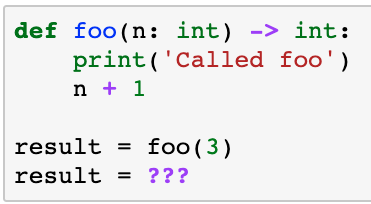 def foo(n: int) -> int:
    print('Called foo')
    n + 1

result = foo(3)
result = ???